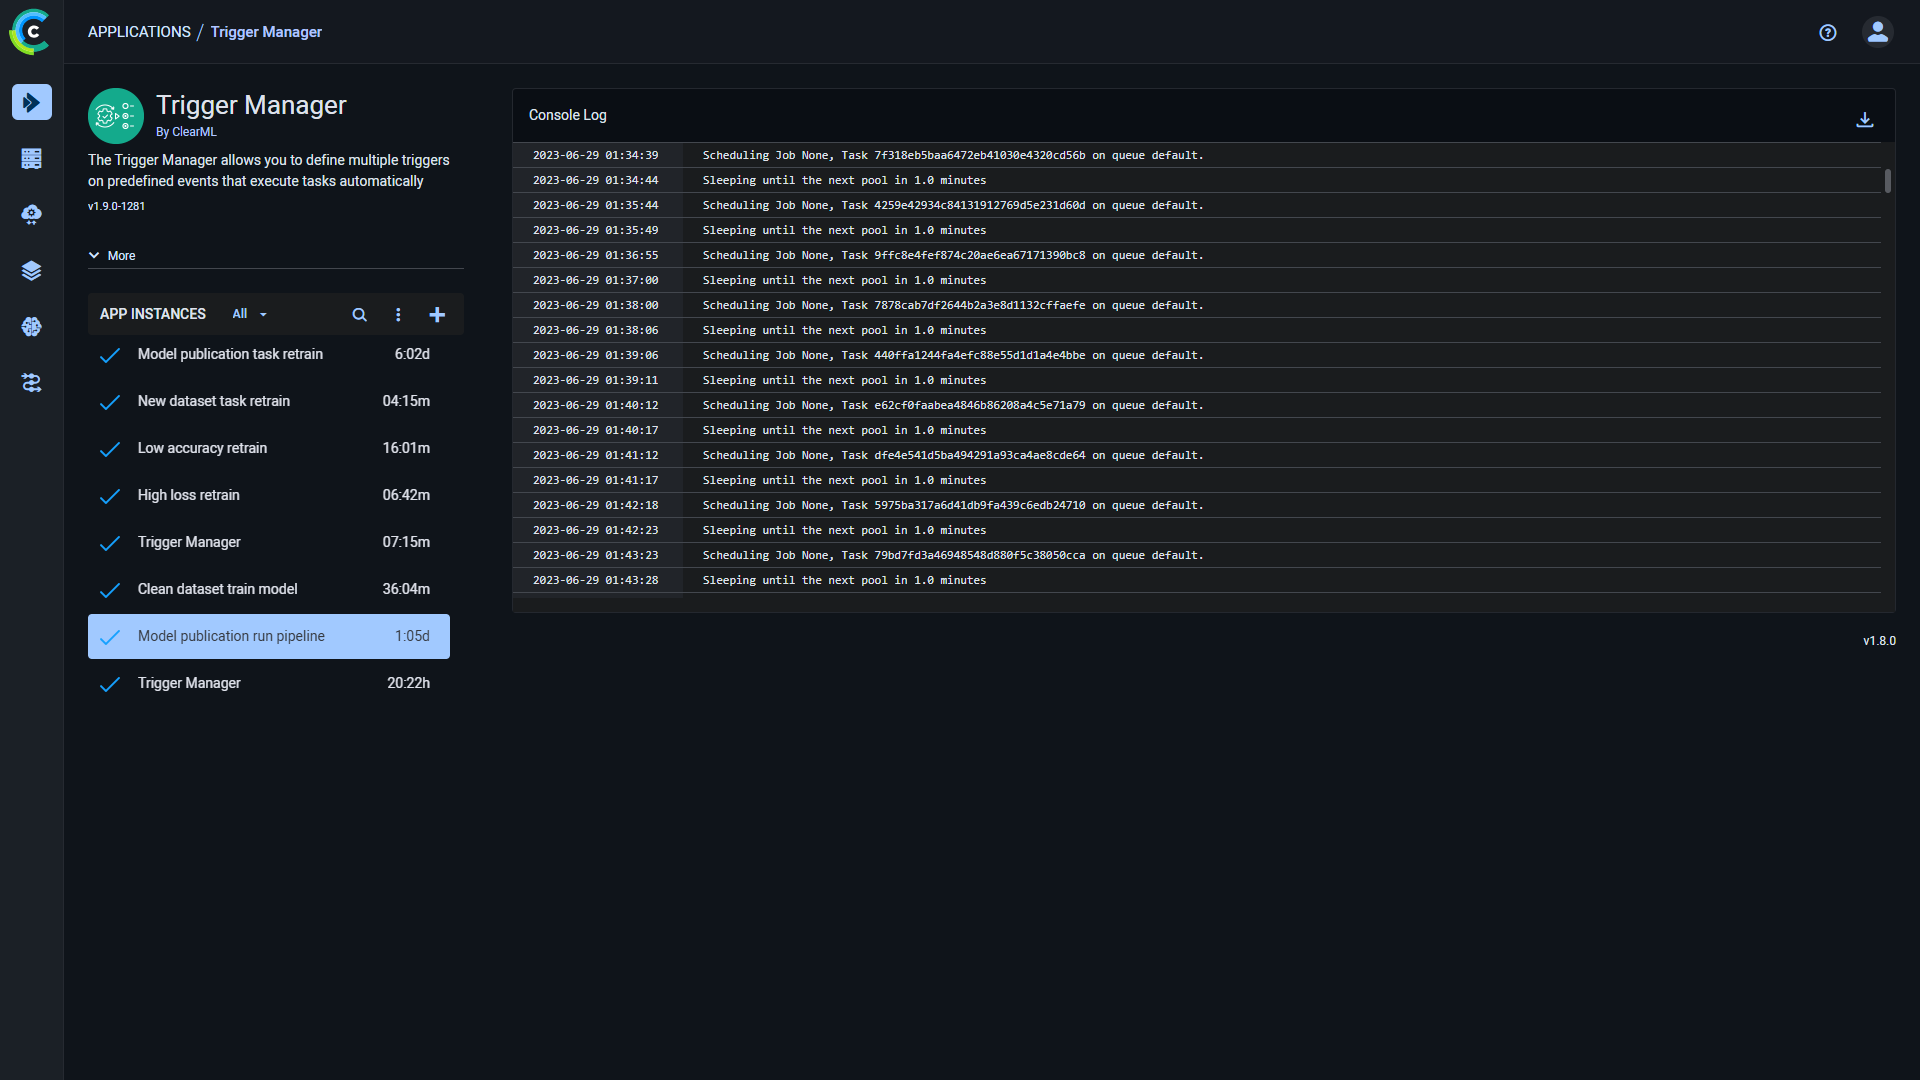 APPLICATIONS / Trigger Manager
Trigger Manager
By ClearML
The Trigger Manager allows you to define multiple triggers
on predefined events that execute tasks automatically
v1.9.0-1281
More
APP INSTANCES All
Model publication task retrain 6:02d
New dataset task retrain 04:15m
Low accuracy retrain 16:01m
High loss retrain 06:42m
Trigger Manager 07:15m
Clean dataset train model 36:04m
Model publication run pipeline 1:05d
Trigger Manager 20:22h
Console Log
2023-06-29 01:34:39 Scheduling Job None, Task 7f318eb5baa6472eb41030e4320cd56b on queue default.
2023-06-29 01:34:44 Sleeping until the next pool in 1.0 minutes
2023-06-29 01:35:44 Scheduling Job None, Task 4259e42934c84131912769d5e231d60d on queue default.
2023-06-29 01:35:49 Sleeping until the next pool in 1.0 minutes
2023-06-29 01:36:55 Scheduling Job None, Task 9ffc8e4fef874c20ae6ea67171390bc8 on queue default.
2023-06-29 01:37:00 Sleeping until the next pool in 1.0 minutes
2023-06-29 01:38:00 Scheduling Job None, Task 7878cab7df2644b2a3e8d1132cffaefe on queue default.
2023-06-29 01:38:06 Sleeping until the next pool in 1.0 minutes
2023-06-29 01:39:06 Scheduling Job None, Task 440ffa1244fa4efc88e55d1d1a4e4bbe on queue default.
2023-06-29 01:39:11 Sleeping until the next pool in 1.0 minutes
2023-06-29 01:40:12 Scheduling Job None, Task e62cf0faabea4846b86208a4c5e71a79 on queue default.
2023-06-29 01:40:17 Sleeping until the next pool in 1.0 minutes
2023-06-29 01:41:12 Scheduling Job None, Task dfe4e541d5ba494291a93ca4ae8cde64 on queue default.
2023-06-29 01:41:17 Sleeping until the next pool in 1.0 minutes
2023-06-29 01:42:18 Scheduling Job None, Task 5975ba317a6d41db9fa439c6edb24710 on queue default.
2023-06-29 01:42:23 Sleeping until the next pool in 1.0 minutes
2023-06-29 01:43:23 Scheduling Job None, Task 79bd7fd3a46948548d880f5c38050cca on queue default.
2023-06-29 01:43:28 Sleeping until the next pool in 1.0 minutes
v1.8.0